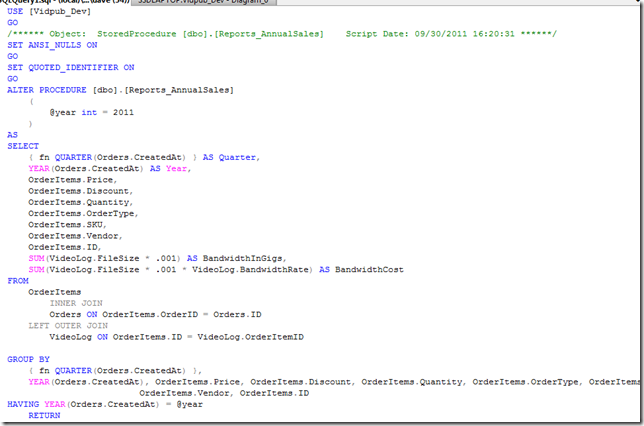 SQLQuery1.sql - (local) (...\dave (54)) SSDLAPTOP.Vidpub_Dev - Diagram_0
USE [Vidpub_Dev]
GO
/****** Object:  StoredProcedure [dbo].[Reports_AnnualSales]    Script Date: 09/30/2011 16:20:31 ******/
SET ANSI_NULLS ON
GO
SET QUOTED_IDENTIFIER ON
GO
ALTER PROCEDURE [dbo].[Reports_AnnualSales]
(
@year int = 2011
)
AS
SELECT
{ fn QUARTER(Orders.CreatedAt) } AS Quarter,
YEAR(Orders.CreatedAt) AS Year,
OrderItems.Price,
OrderItems.Discount,
OrderItems.Quantity,
OrderItems.OrderType,
OrderItems.SKU,
OrderItems.Vendor,
OrderItems.ID,
SUM(VideoLog.FileSize * .001) AS BandwidthInGigs,
SUM(VideoLog.FileSize * .001 * VideoLog.BandwidthRate) AS BandwidthCost
FROM
OrderItems
INNER JOIN
Orders ON OrderItems.OrderID = Orders.ID
LEFT OUTER JOIN
VideoLog ON OrderItems.ID = VideoLog.OrderItemID
GROUP BY
{ fn QUARTER(Orders.CreatedAt) },
YEAR(Orders.CreatedAt), OrderItems.Price, OrderItems.Discount, OrderItems.Quantity, OrderItems.OrderType, OrderItems
OrderItems.Vendor, OrderItems.ID
HAVING YEAR(Orders.CreatedAt) = @year
RETURN